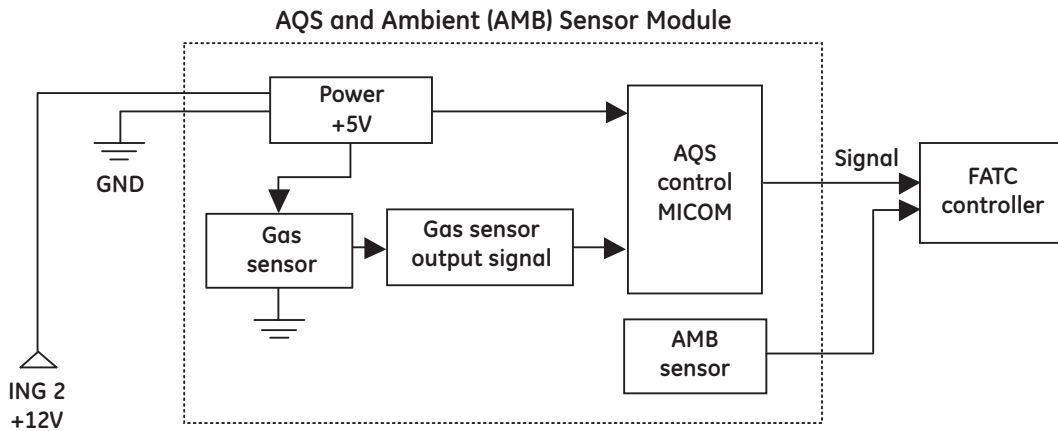 AQS and Ambient (AMB) Sensor Module
Power
+5V
GND
AQS
control
MICOM
Signal
FATC
controller
Gas
sensor
Gas sensor
output signal
AMB
sensor
ING 2
+12V